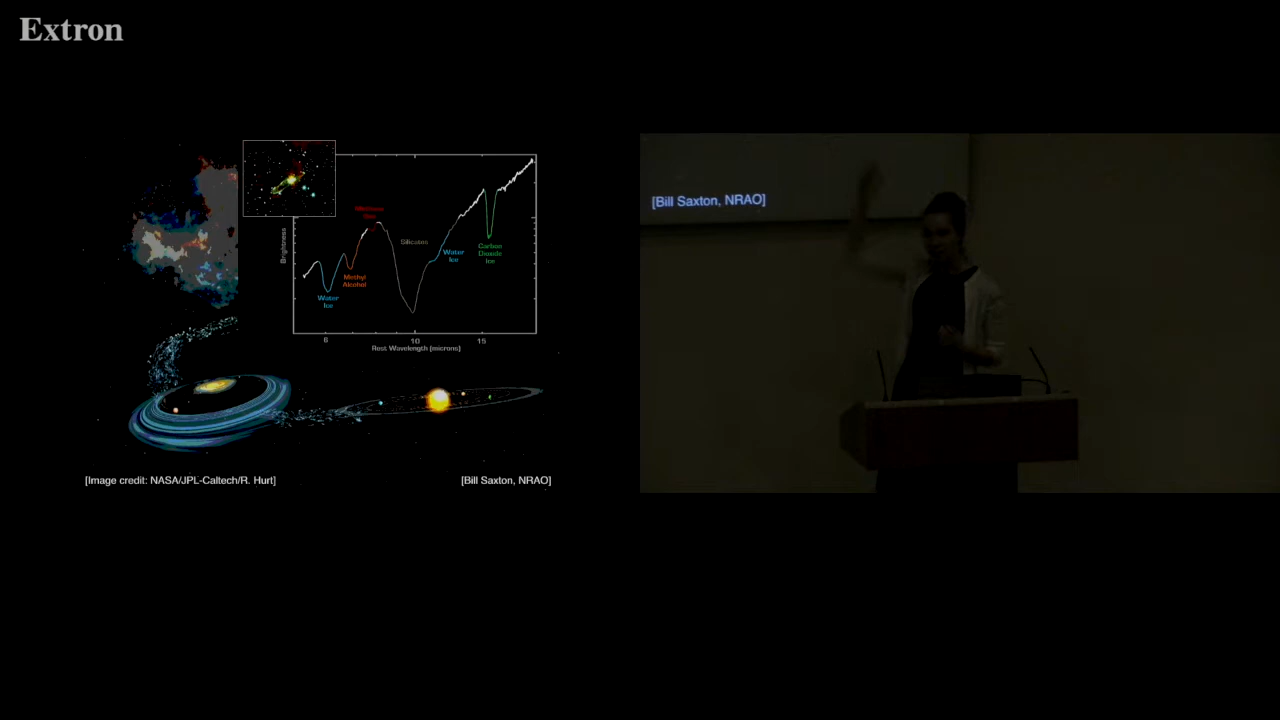 Extron
Brightness
Silicates
Water
Ice
Carbon
Dioxide
Ice
Methyl
Alcohol
Water
Ice
6
10
15
Rest Wavelength [microns]
[Image credit: NASA/JPL-Caltech/R. Hurt]
[Bill Saxton, NRAO]
[Bill Saxton, NRAO]